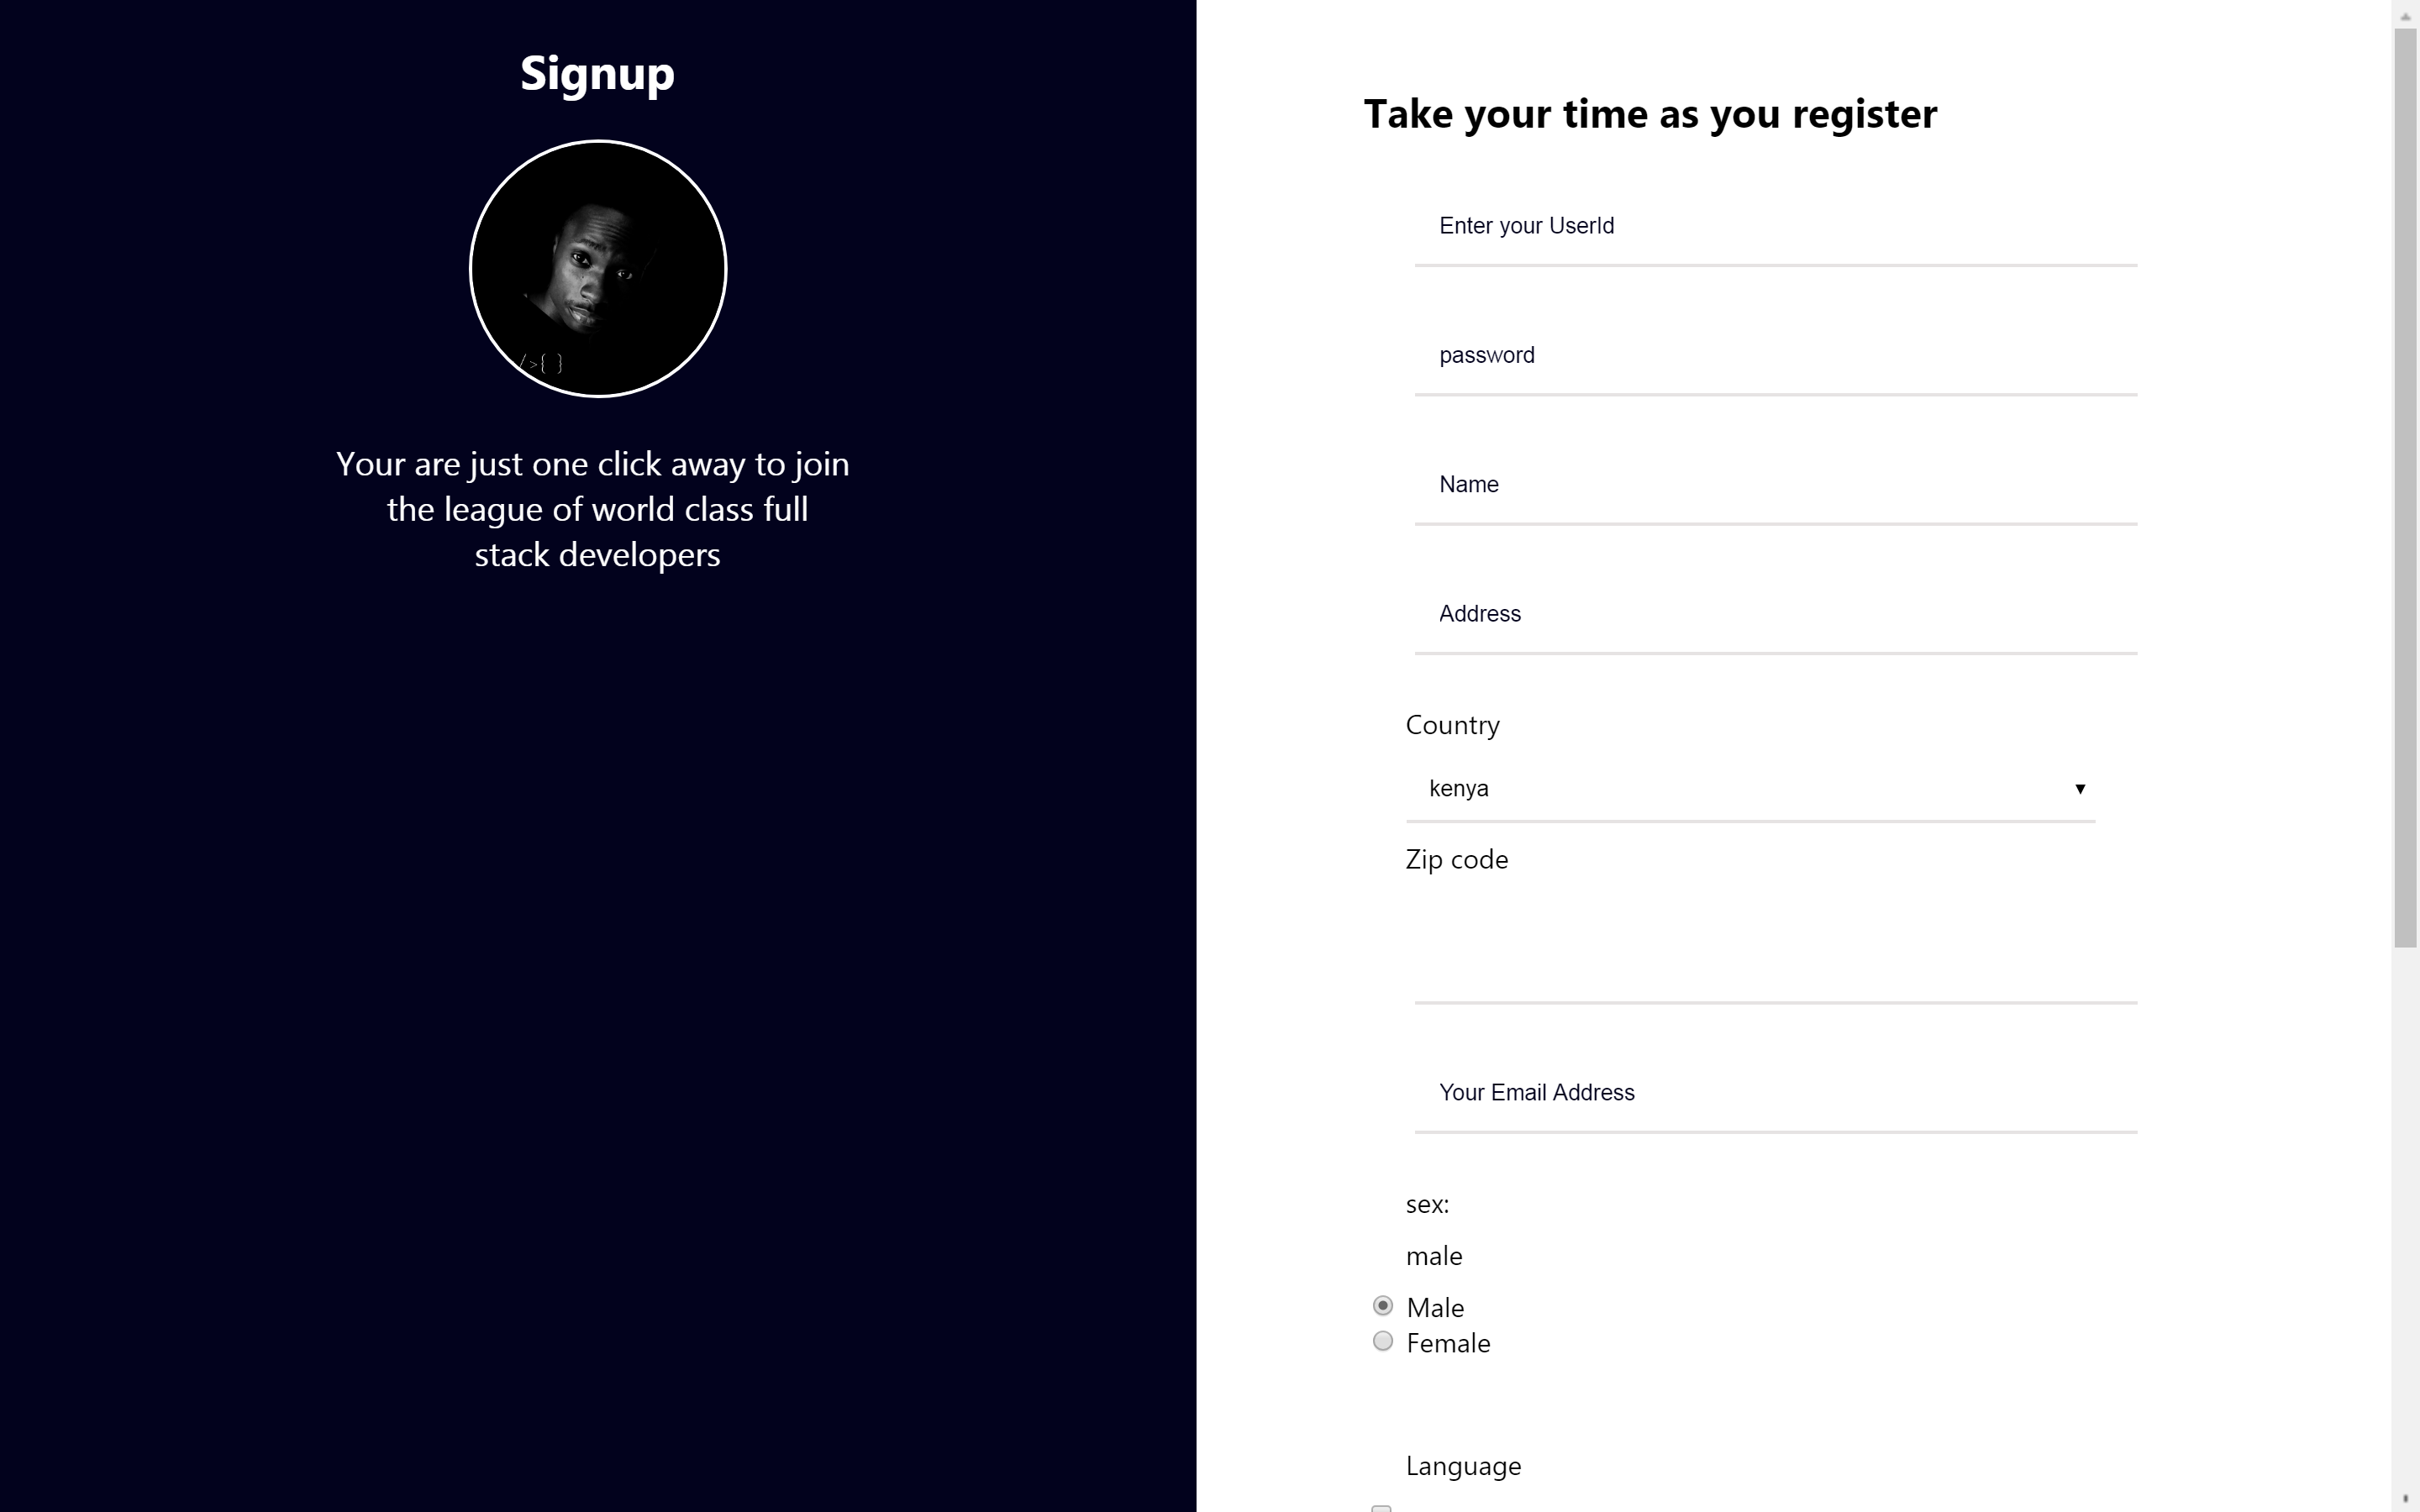 Signup
/>{ }
Your are just one click away to join
the league of world class full
stack developers
Take your time as you register
Enter your UserId
password
Name
Address
Country
kenya
Zip code
Your Email Address
sex:
male
Male
Female
Language